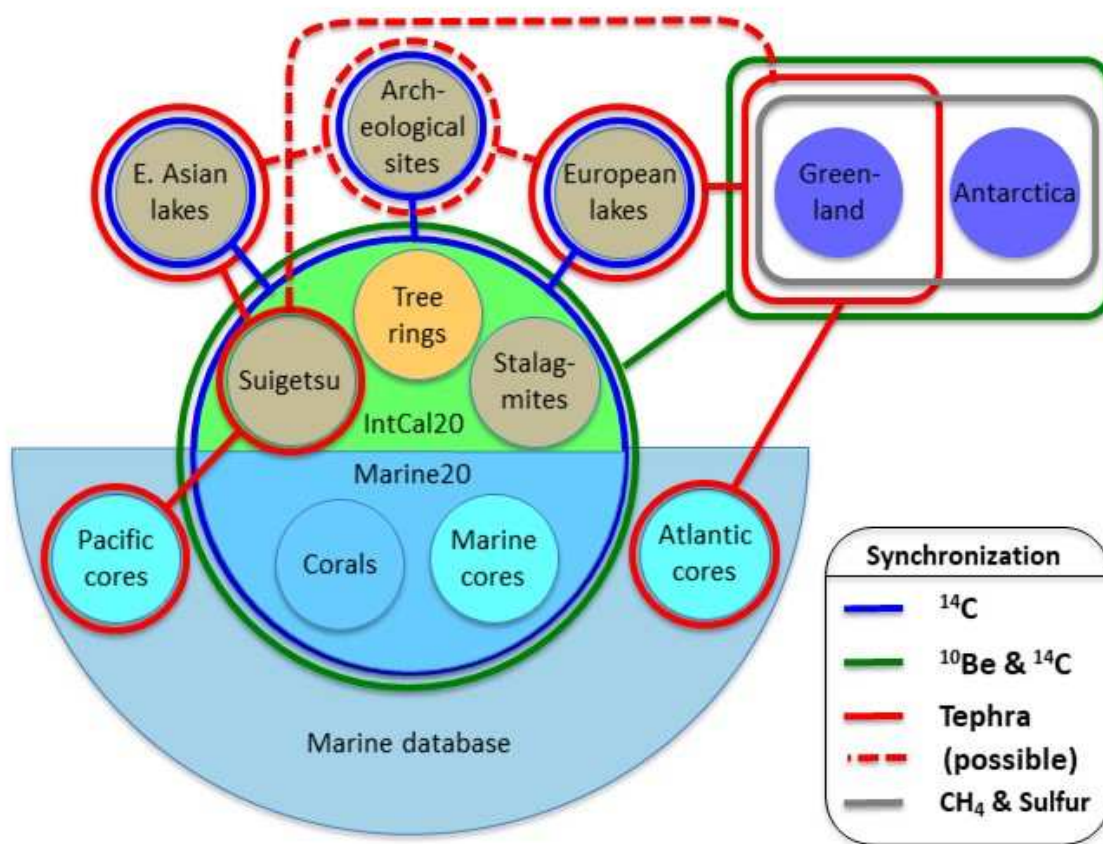 Arch-
eological
sites
E. Asian
lakes
European
lakes
Green-
land
Antarctica
Tree
rings
Suigetsu
Stalag-
mites
IntCal20
Marine20
Pacific
cores
Corals
Marine
cores
Atlantic
cores
Marine database
Synchronization
¹⁴C
¹⁰Be & ¹⁴C
Tephra
(possible)
CH₄ & Sulfur